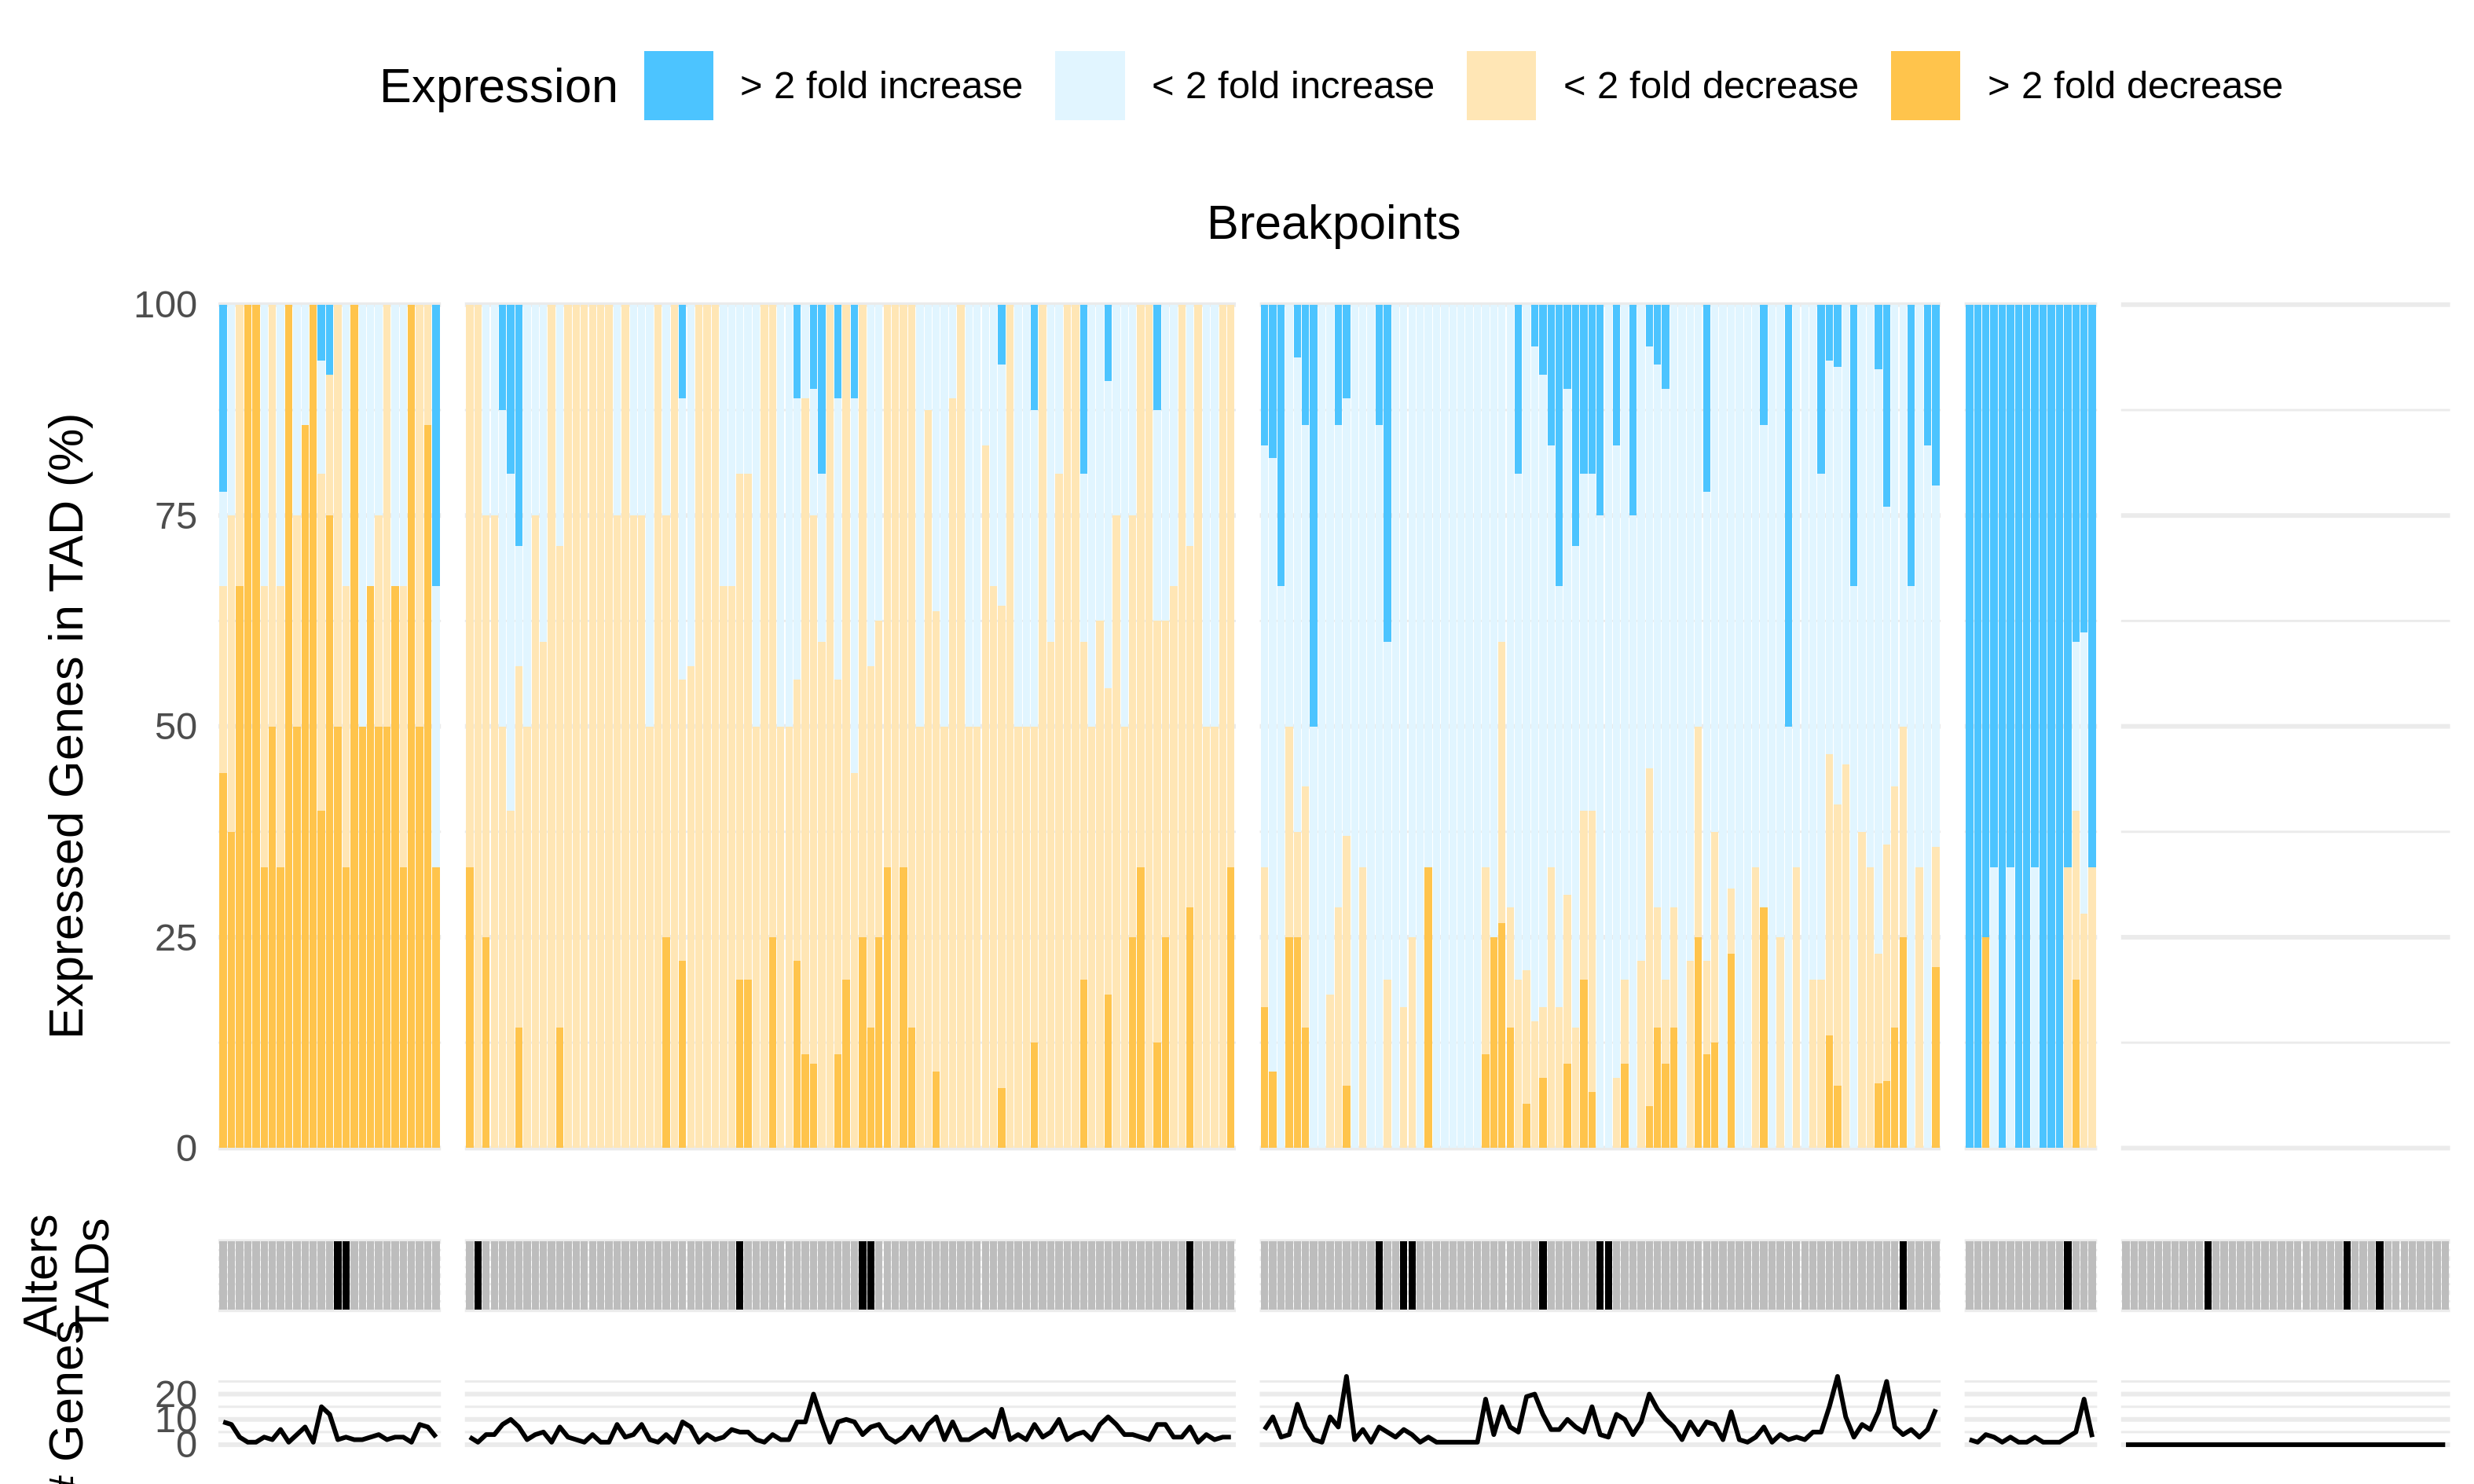 Expression > 2 fold increase < 2 fold increase < 2 fold decrease > 2 fold decrease
Breakpoints
Expressed Genes in TAD (%)
100
75
50
25
0
Alters
TADs
# Genes
20
10
0